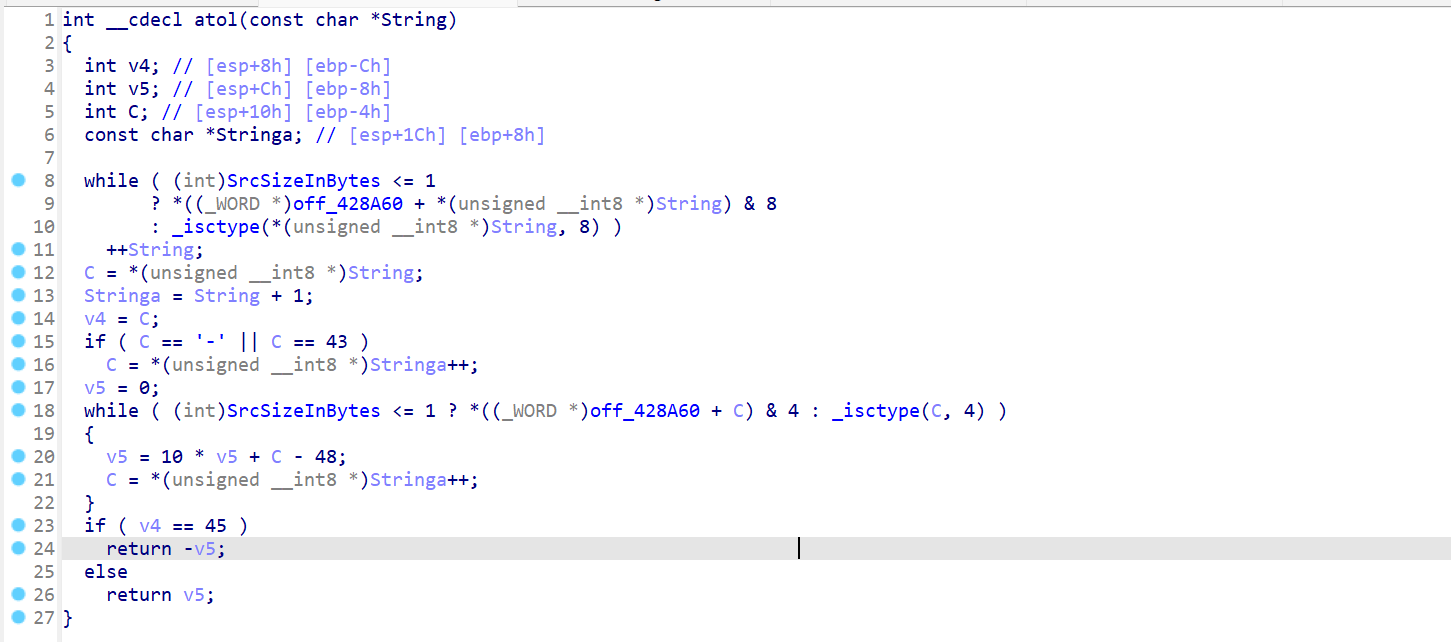 1 int __cdecl atol(const char *String)
2 {
3   int v4; // [esp+8h] [ebp-Ch]
4   int v5; // [esp+Ch] [ebp-8h]
5   int C; // [esp+10h] [ebp-4h]
6   const char *Stringa; // [esp+1Ch] [ebp+8h]
7
8   while ( (int)SrcSizeInBytes <= 1
9         ? *((_WORD *)off_428A60 + *(unsigned __int8 *)String) & 8
10         : _isctype(*(unsigned __int8 *)String, 8) )
11     ++String;
12   C = *(unsigned __int8 *)String;
13   Stringa = String + 1;
14   v4 = C;
15   if ( C == '-' || C == 43 )
16     C = *(unsigned __int8 *)Stringa++;
17   v5 = 0;
18   while ( (int)SrcSizeInBytes <= 1 ? *((_WORD *)off_428A60 + C) & 4 : _isctype(C, 4) )
19   {
20     v5 = 10 * v5 + C - 48;
21     C = *(unsigned __int8 *)Stringa++;
22   }
23   if ( v4 == 45 )
24     return -v5;
25   else
26     return v5;
27 }